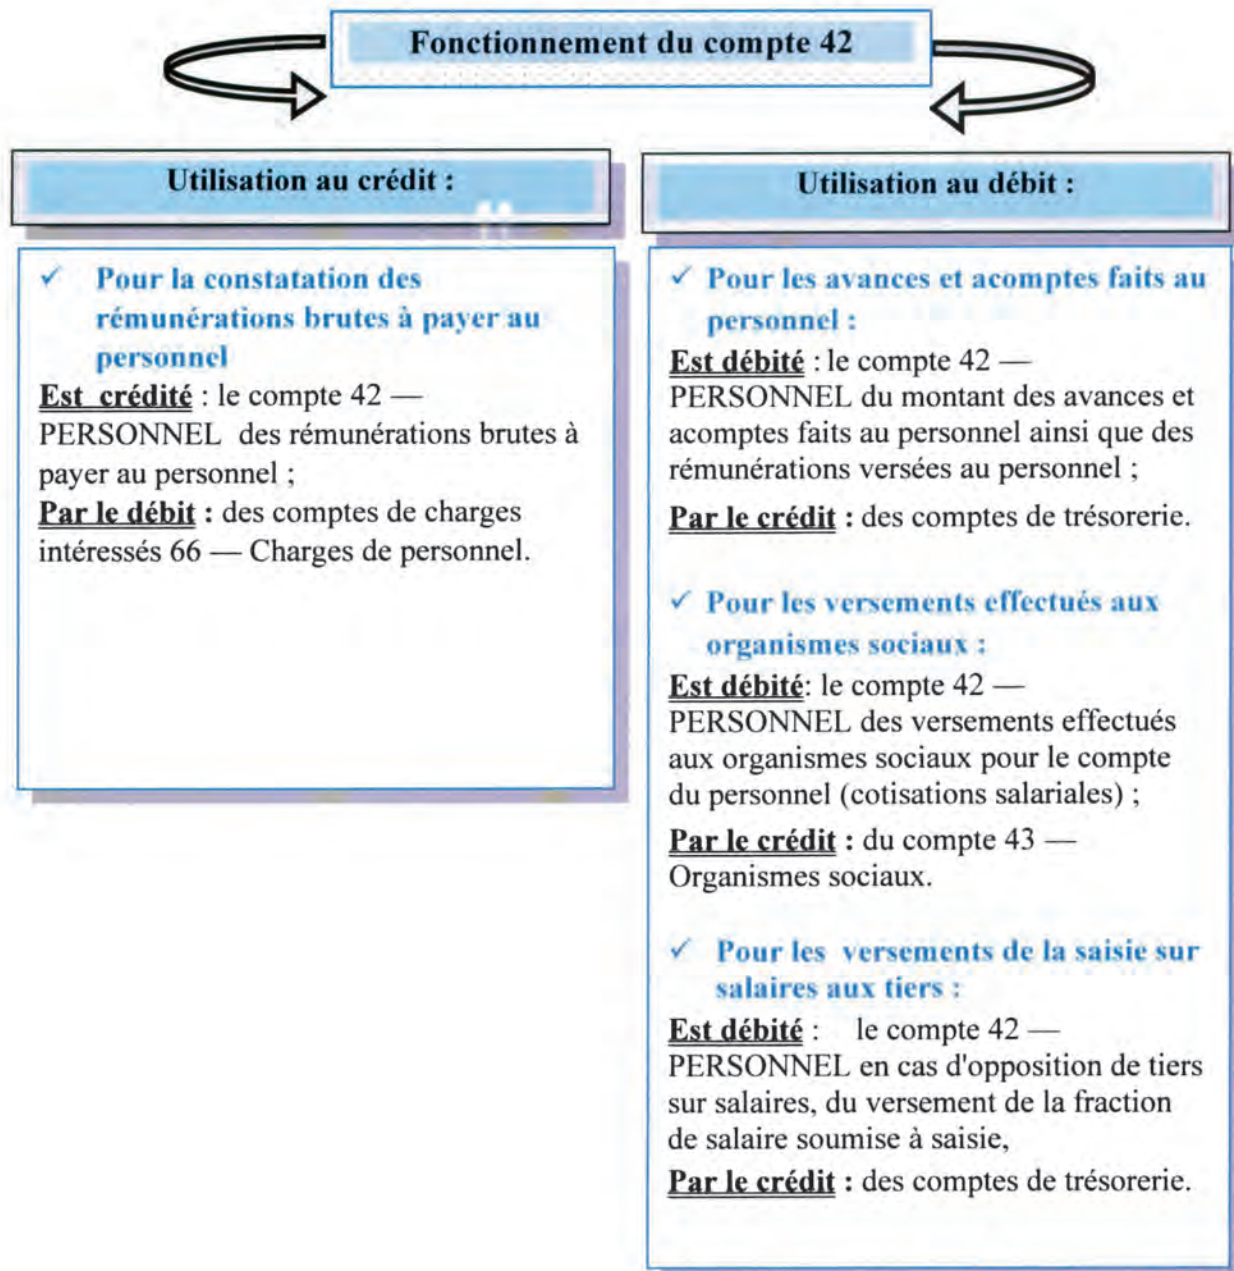 Fonctionnement du compte 42
Utilisation au crédit :
✓ Pour la constatation des
rémunérations brutes à payer au
personnel
Est crédité : le compte 42 —
PERSONNEL des rémunérations brutes à
payer au personnel ;
Par le débit : des comptes de charges
intéressés 66 — Charges de personnel.
Utilisation au débit :
✓ Pour les avances et acomptes faits au
personnel :
Est débité : le compte 42 —
PERSONNEL du montant des avances et
acomptes faits au personnel ainsi que des
rémunérations versées au personnel ;
Par le crédit : des comptes de trésorerie.
✓ Pour les versements effectués aux
organismes sociaux :
Est débité: le compte 42 —
PERSONNEL des versements effectués
aux organismes sociaux pour le compte
du personnel (cotisations salariales) ;
Par le crédit : du compte 43 —
Organismes sociaux.
✓ Pour les versements de la saisie sur
salaires aux tiers :
Est débité : le compte 42 —
PERSONNEL en cas d'opposition de tiers
sur salaires, du versement de la fraction
de salaire soumise à saisie,
Par le crédit : des comptes de trésorerie.